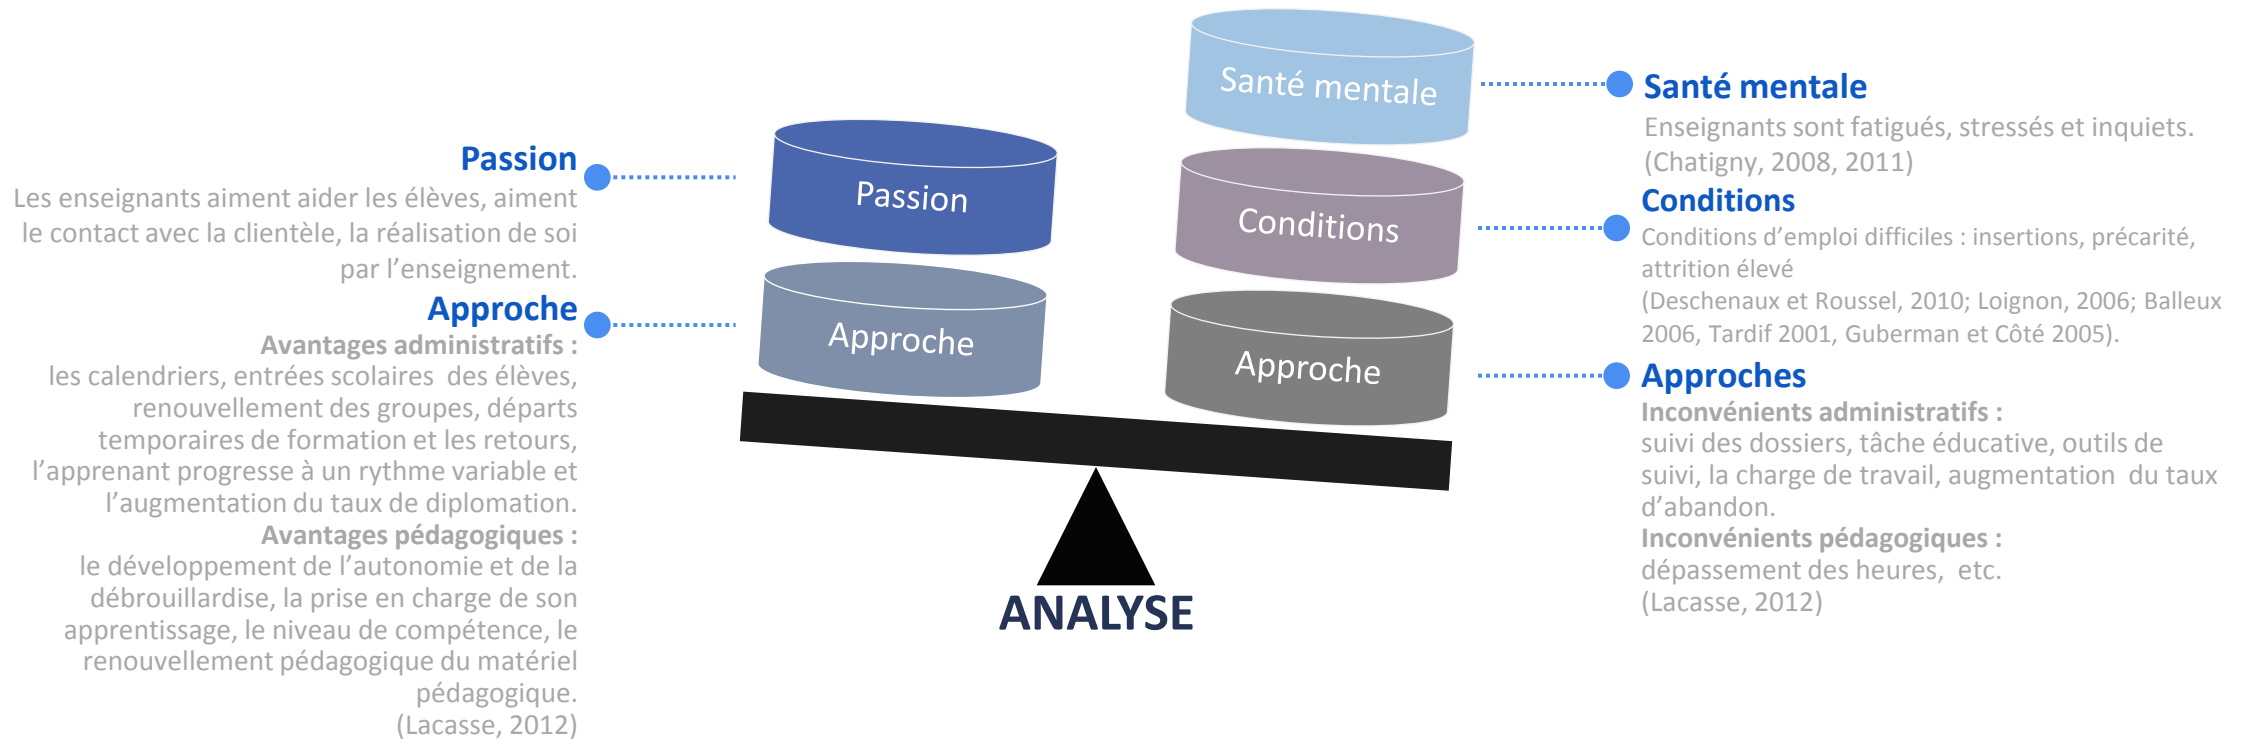 Passion
Les enseignants aiment aider les élèves, aiment
le contact avec la clientèle, la réalisation de soi
par l’enseignement.
Approche
Avantages administratifs :
les calendriers, entrées scolaires  des élèves,
renouvellement des groupes, départs
temporaires de formation et les retours,
l’apprenant progresse à un rythme variable et
l’augmentation du taux de diplomation.
Avantages pédagogiques :
le développement de l’autonomie et de la
débrouillardise, la prise en charge de son
apprentissage, le niveau de compétence, le
renouvellement pédagogique du matériel
pédagogique.
(Lacasse, 2012)
Passion
Approche
Santé mentale
Conditions
Approche
ANALYSE
Santé mentale
Enseignants sont fatigués, stressés et inquiets.
(Chatigny, 2008, 2011)
Conditions
Conditions d’emploi difficiles : insertions, précarité,
attrition élevé
(Deschenaux et Roussel, 2010; Loignon, 2006; Balleux
2006, Tardif 2001, Guberman et Côté 2005).
Approches
Inconvénients administratifs :
suivi des dossiers, tâche éducative, outils de
suivi, la charge de travail, augmentation  du taux
d’abandon.
Inconvénients pédagogiques :
dépassement des heures,  etc.
(Lacasse, 2012)